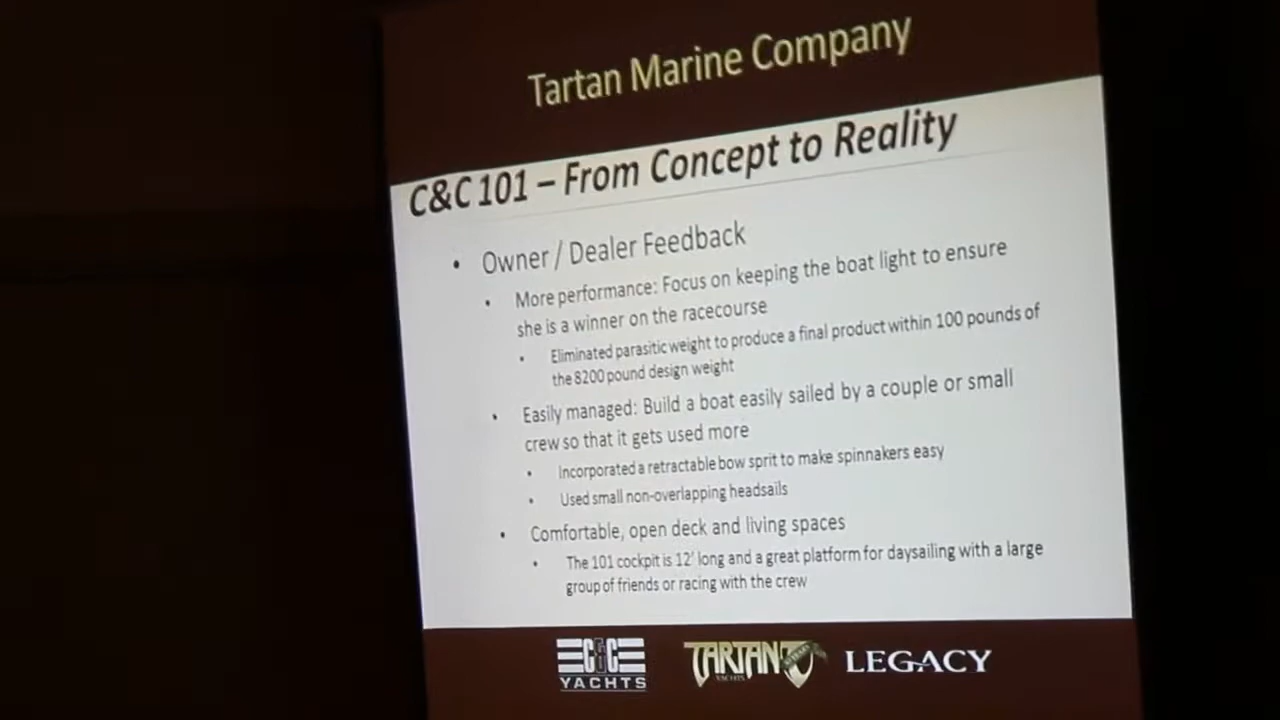 Tartan Marine Company
C&C 101 – From Concept to Reality
• Owner / Dealer Feedback
• More performance: Focus on keeping the boat light to ensure
she is a winner on the racecourse
• Eliminated parasitic weight to produce a final product within 100 pounds of
the 8200 pound design weight
• Easily managed: Build a boat easily sailed by a couple or small
crew so that it gets used more
• Incorporated a retractable bow sprit to make spinnakers easy
• Used small non-overlapping headsails
• Comfortable, open deck and living spaces
• The 101 cockpit is 12' long and a great platform for daysailing with a large
group of friends or racing with the crew
C&C
YACHTS
TARTAN
YACHTS
LEGACY